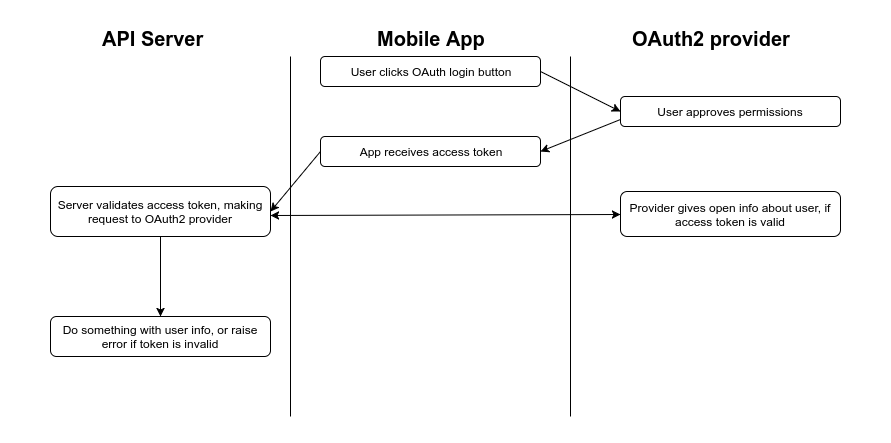 API Server
Mobile App
OAuth2 provider
User clicks OAuth login button
User approves permissions
App receives access token
Server validates access token, making
request to OAuth2 provider
Provider gives open info about user, if
access token is valid
Do something with user info, or raise
error if token is invalid